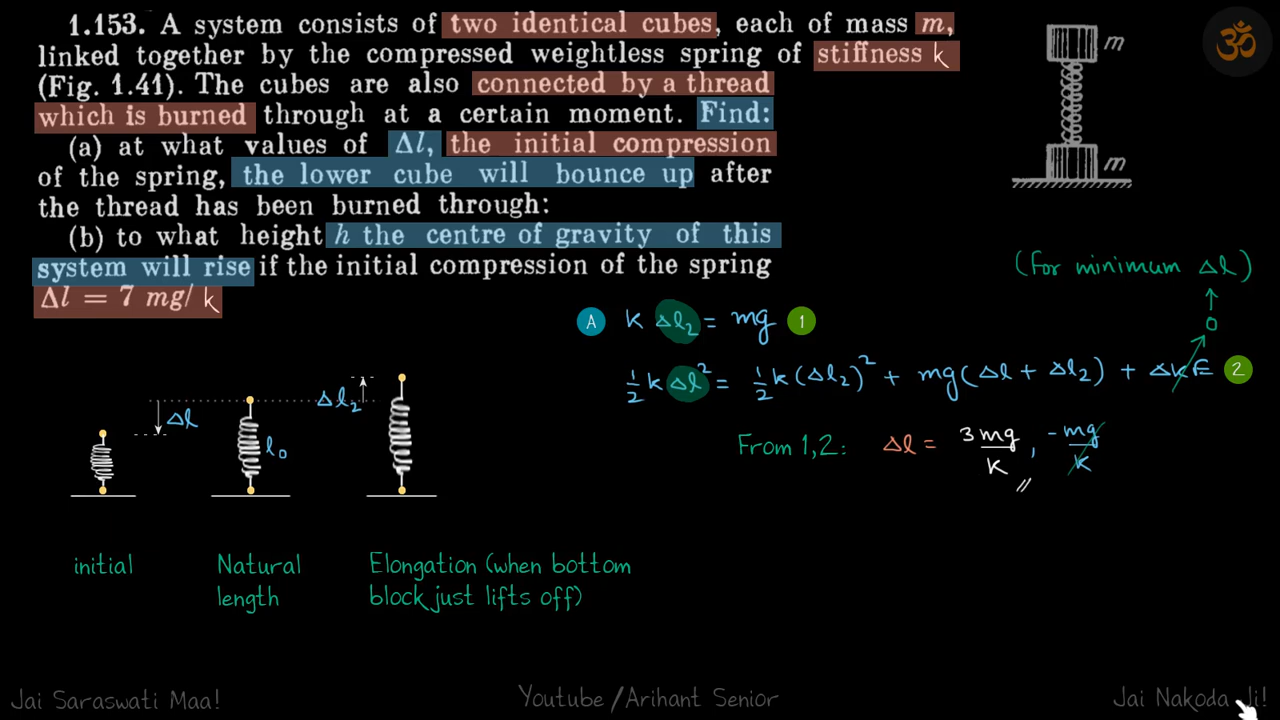 1.153. A system consists of two identical cubes, each of mass m,
linked together by the compressed weightless spring of stiffness k
(Fig. 1.41). The cubes are also connected by a thread
which is burned through at a certain moment. Find:
(a) at what values of Δl, the initial compression
of the spring, the lower cube will bounce up after
the thread has been burned through:
(b) to what height h the centre of gravity of this
system will rise if the initial compression of the spring
Δl = 7 mg/ k
ॐ
m
m
(For minimum Δl)
0
A k Δl₂ = mg 1
½ k Δl² = ½ k (Δl₂)² + mg (Δl + Δl₂) + ΔKE 2
From 1,2: Δl = 3mg/k, -mg/k
Δl
l₀
Δl₂
initial
Natural
length
Elongation (when bottom
block just lifts off)
Jai Saraswati Maa!
Youtube /Arihant Senior
Jai Nakoda Ji!